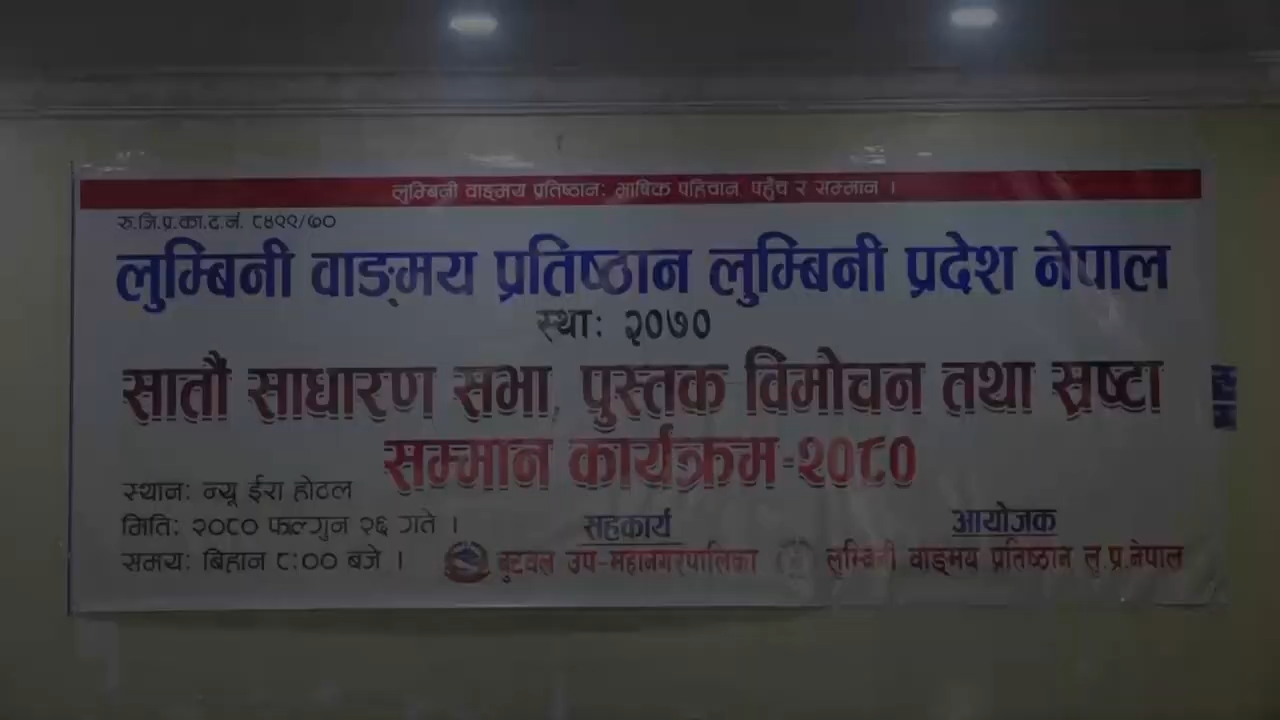 लुम्बिनी वाङ्मय प्रतिष्ठानः भाषिक पहिचान, पहुँच र सम्मान ।
रु.जि.प्र.का.द.नं. ८४९९/७०
लुम्बिनी वाङ्मय प्रतिष्ठान लुम्बिनी प्रदेश नेपाल
स्थाः २०७०
सातौं साधारण सभा, पुस्तक विमोचन तथा स्रष्टा
सम्मान कार्यक्रम-२०८०
स्थानः न्यू ईरा होटल
मितिः २०८० फल्गुन २६ गते ।
समयः बिहान ८:०० बजे ।
सहकार्य
बुटवल उप-महानगरपालिका
आयोजक
लुम्बिनी वाङ्मय प्रतिष्ठान लु.प्र.नेपाल